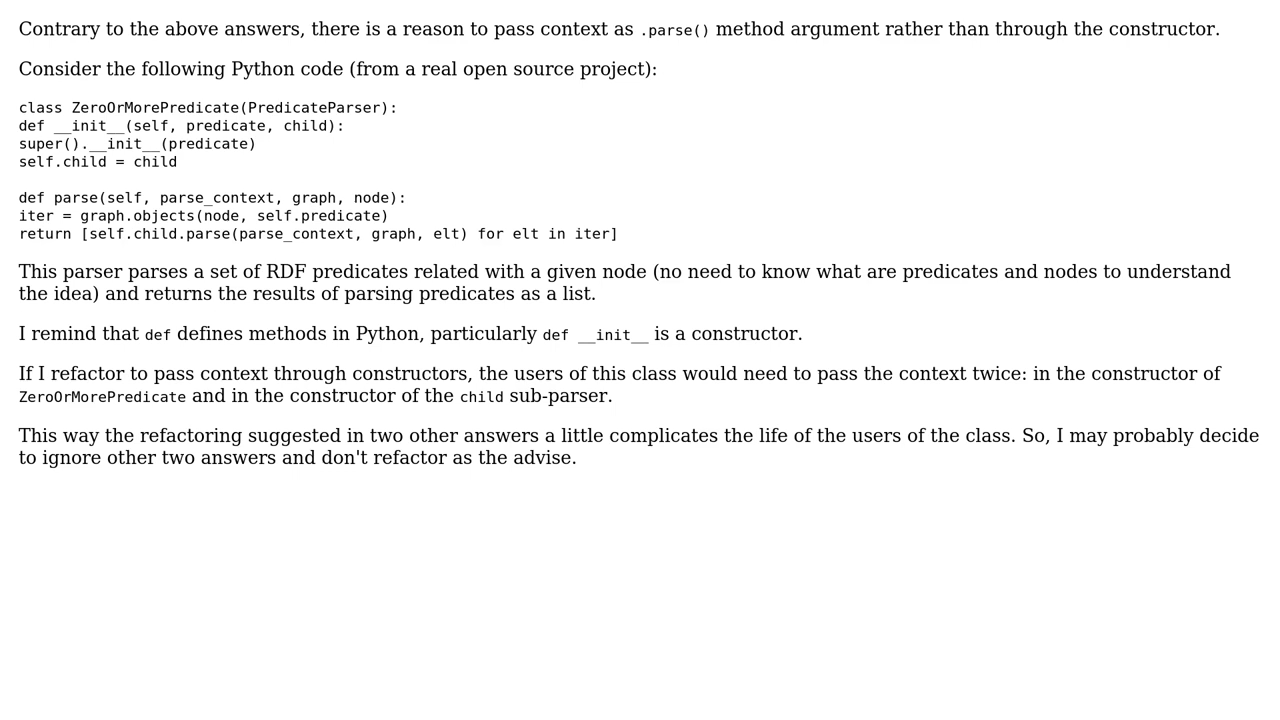 Contrary to the above answers, there is a reason to pass context as .parse() method argument rather than through the constructor.
Consider the following Python code (from a real open source project):
class ZeroOrMorePredicate(PredicateParser):
def __init__(self, predicate, child):
super().__init__(predicate)
self.child = child
def parse(self, parse_context, graph, node):
iter = graph.objects(node, self.predicate)
return [self.child.parse(parse_context, graph, elt) for elt in iter]
This parser parses a set of RDF predicates related with a given node (no need to know what are predicates and nodes to understand
the idea) and returns the results of parsing predicates as a list.
I remind that def defines methods in Python, particularly def __init__ is a constructor.
If I refactor to pass context through constructors, the users of this class would need to pass the context twice: in the constructor of
ZeroOrMorePredicate and in the constructor of the child sub-parser.
This way the refactoring suggested in two other answers a little complicates the life of the users of the class. So, I may probably decide
to ignore other two answers and don't refactor as the advise.